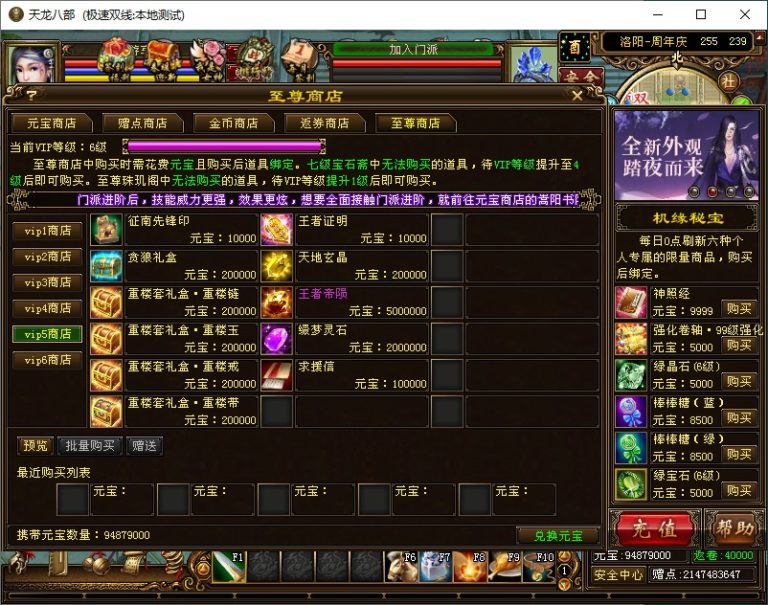 天龙八部 (极速双线:本地测试)
加入门派
洛阳-周年庆 255 239
北
安全
社
? 至尊商店
元宝商店 赠点商店 金币商店 返券商店 至尊商店
当前VIP等级：6级
至尊商店中购买时需花费元宝且购买后道具绑定。七级宝石斋中无法购买的道具，待VIP等级提升至4
级后即可购买。至尊珠玑阁中无法购买的道具，待VIP等级提升1级后即可购买。
门派进阶后，技能威力更强，效果更炫，想要全面接触门派进阶，就前往元宝商店的嵩阳书
vip1商店
vip2商店
vip3商店
vip4商店
vip5商店
vip6商店
征南先锋印
元宝：10000
王者证明
元宝：10000
贪狼礼盒
元宝：200000
天地玄晶
元宝：200000
重楼套礼盒·重楼链
元宝：200000
王者帝陨
元宝：5000000
重楼套礼盒·重楼玉
元宝：200000
缀梦灵石
元宝：2000000
重楼套礼盒·重楼戒
元宝：200000
求援信
元宝：100000
重楼套礼盒·重楼带
元宝：200000
预览 批量购买 赠送
最近购买列表
元宝： 元宝： 元宝： 元宝： 元宝：
携带元宝数量：94879000
兑换元宝
全新外观
踏夜而来
机缘秘宝
每日0点刷新六种个
人专属的限量商品，购买
后绑定。
神照经
元宝：9999 购买
强化卷轴·99级强化
元宝：5000 购买
绿晶石(6级)
元宝：5000 购买
棒棒糖(蓝)
元宝：8500 购买
棒棒糖(绿)
元宝：8500 购买
绿宝石(6级)
元宝：5000 购买
充值 帮助
F1 F6 F7 F8 F9 F10
1
元宝:94879000 返卷:40000
安全中心 赠点:2147483647